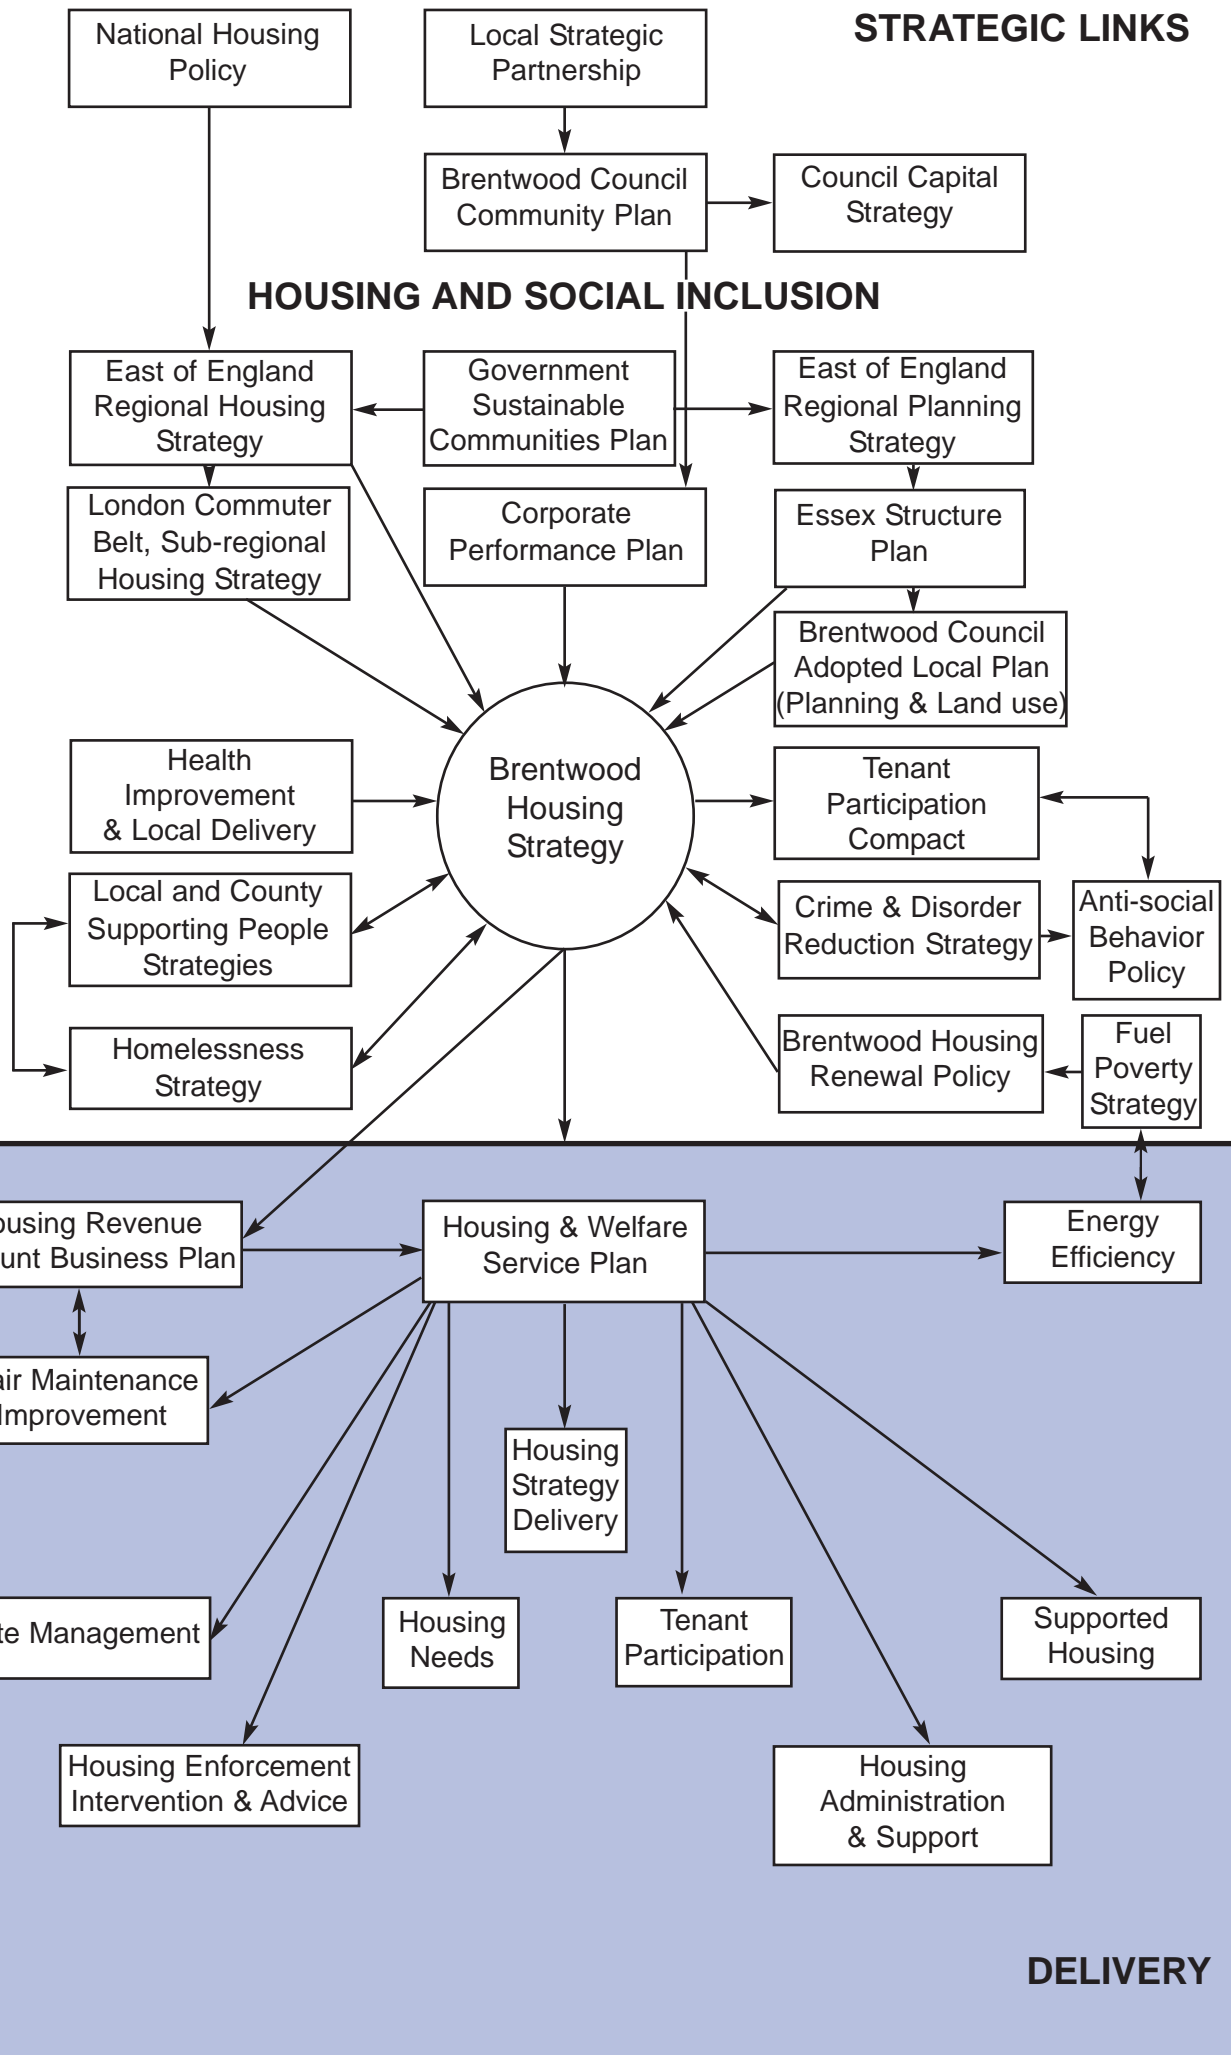 STRATEGIC LINKS
National Housing
Policy
Local Strategic
Partnership
Brentwood Council
Community Plan
Council Capital
Strategy
HOUSING AND SOCIAL INCLUSION
East of England
Regional Housing
Strategy
Government
Sustainable
Communities Plan
East of England
Regional Planning
Strategy
London Commuter
Belt, Sub-regional
Housing Strategy
Corporate
Performance Plan
Essex Structure
Plan
Brentwood Council
Adopted Local Plan
(Planning & Land use)
Health
Improvement
& Local Delivery
Brentwood
Housing
Strategy
Tenant
Participation
Compact
Local and County
Supporting People
Strategies
Crime & Disorder
Reduction Strategy
Anti-social
Behavior
Policy
Homelessness
Strategy
Brentwood Housing
Renewal Policy
Fuel
Poverty
Strategy
Revenue
Business Plan
Housing & Welfare
Service Plan
Energy
Efficiency
Maintenance
Improvement
Housing
Strategy
Delivery
Management
Housing
Needs
Tenant
Participation
Supported
Housing
Housing Enforcement
Intervention & Advice
Housing
Administration
& Support
DELIVERY